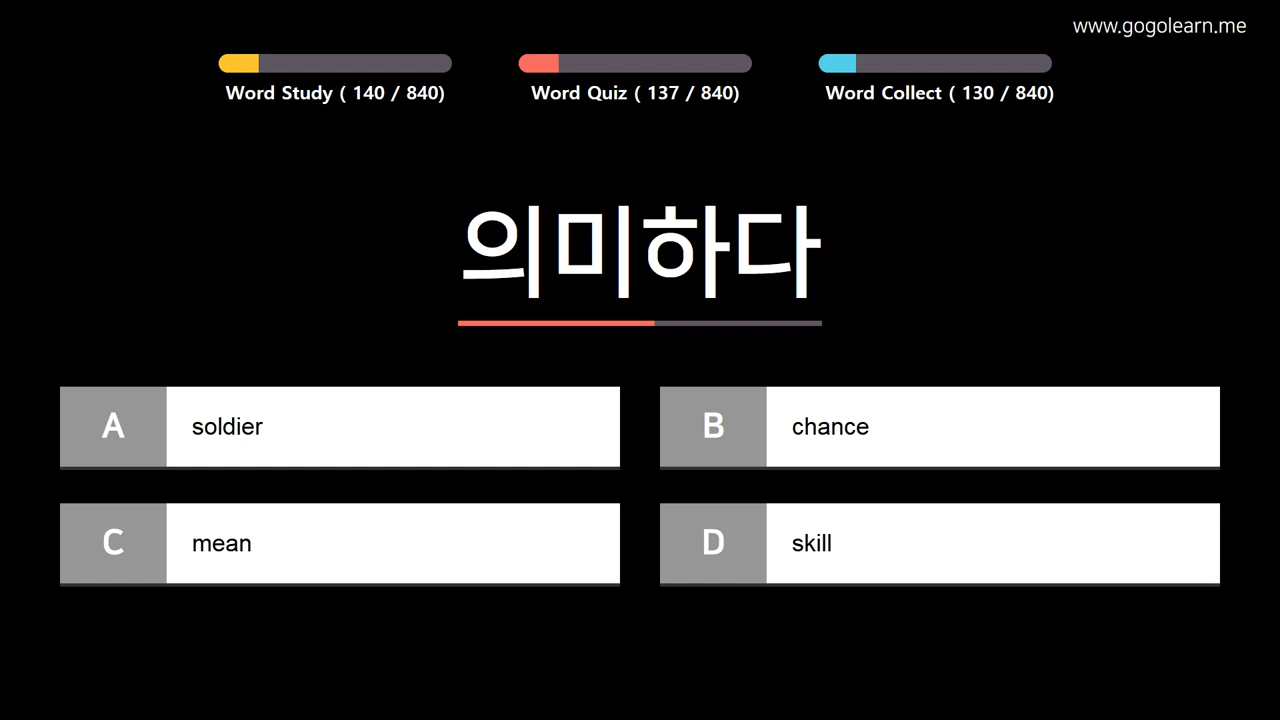 www.gogolearn.me
Word Study ( 140 / 840)
Word Quiz ( 137 / 840)
Word Collect ( 130 / 840)
의미하다
A soldier
B chance
C mean
D skill